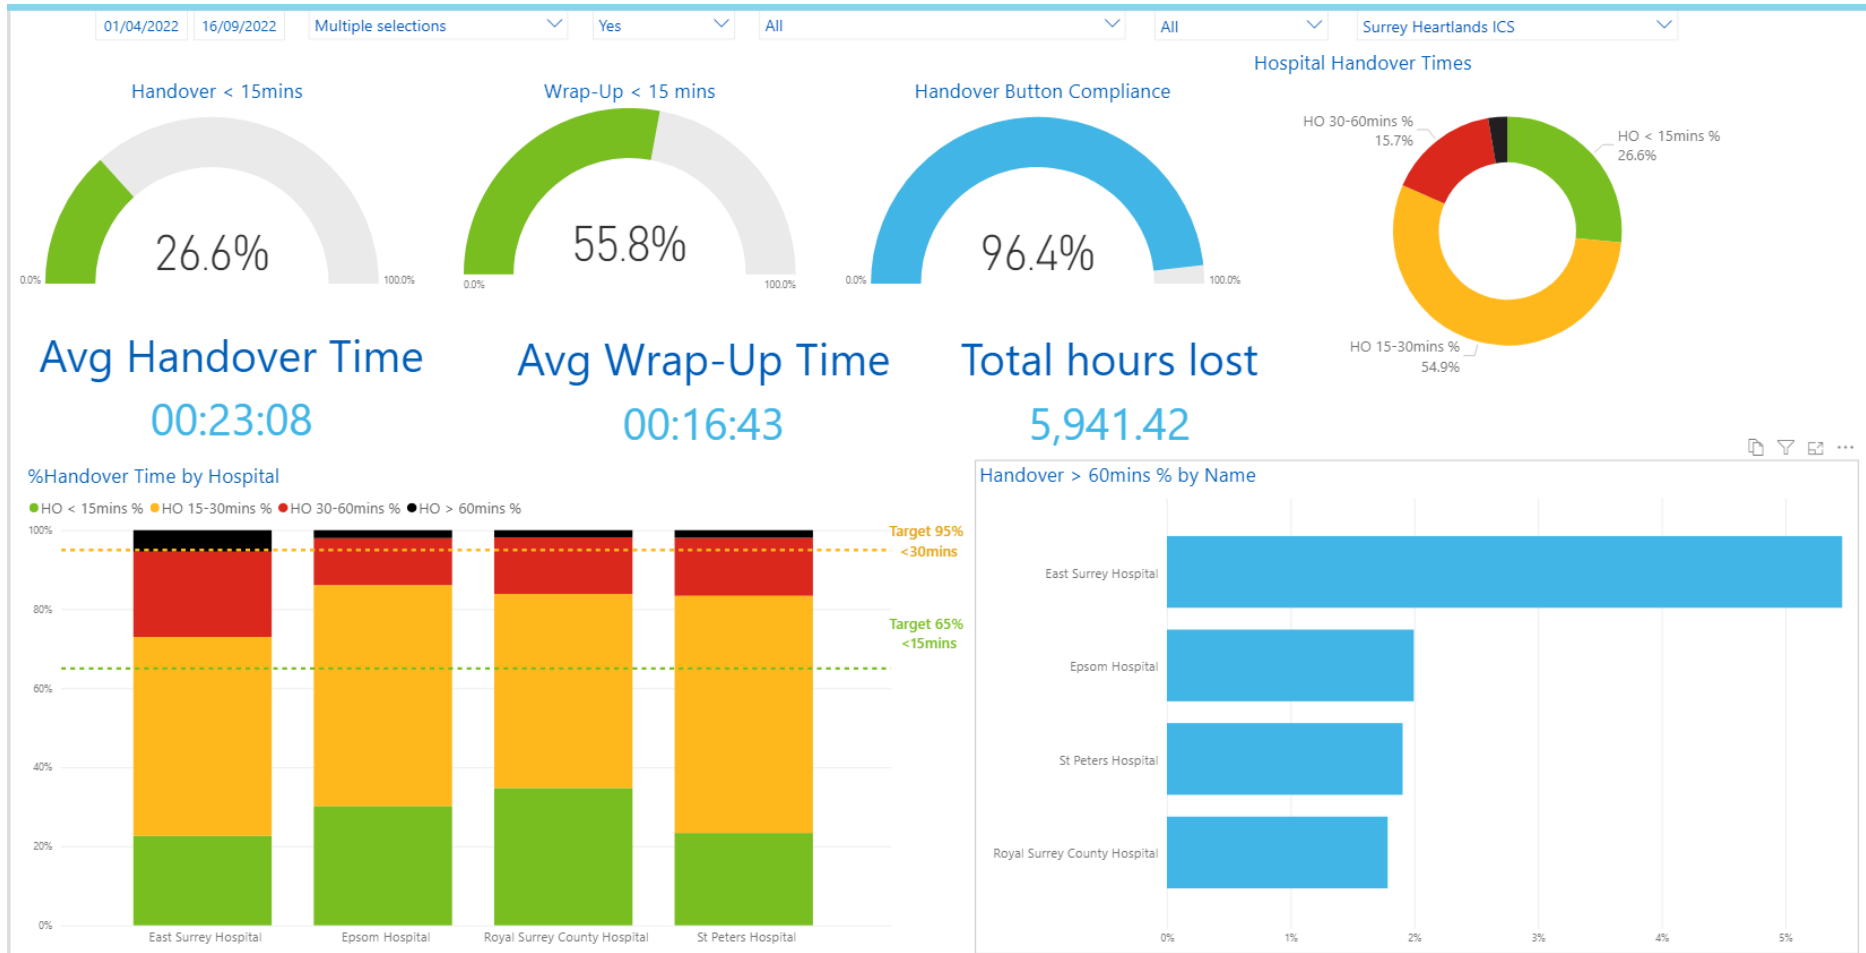 01/04/2022 16/09/2022 Multiple selections Yes All All Surrey Heartlands ICS
Handover < 15mins
26.6%
0.0% 100.0%
Wrap-Up < 15 mins
55.8%
0.0% 100.0%
Handover Button Compliance
96.4%
0.0% 100.0%
Hospital Handover Times
HO 30-60mins %
15.7%
HO < 15mins %
26.6%
HO 15-30mins %
54.9%
Avg Handover Time
00:23:08
Avg Wrap-Up Time
00:16:43
Total hours lost
5,941.42
%Handover Time by Hospital
HO < 15mins % HO 15-30mins % HO 30-60mins % HO > 60mins %
100%
80%
60%
40%
20%
0%
Target 95%
<30mins
Target 65%
<15mins
East Surrey Hospital Epsom Hospital Royal Surrey County Hospital St Peters Hospital
Handover > 60mins % by Name
East Surrey Hospital
Epsom Hospital
St Peters Hospital
Royal Surrey County Hospital
0% 1% 2% 3% 4% 5%